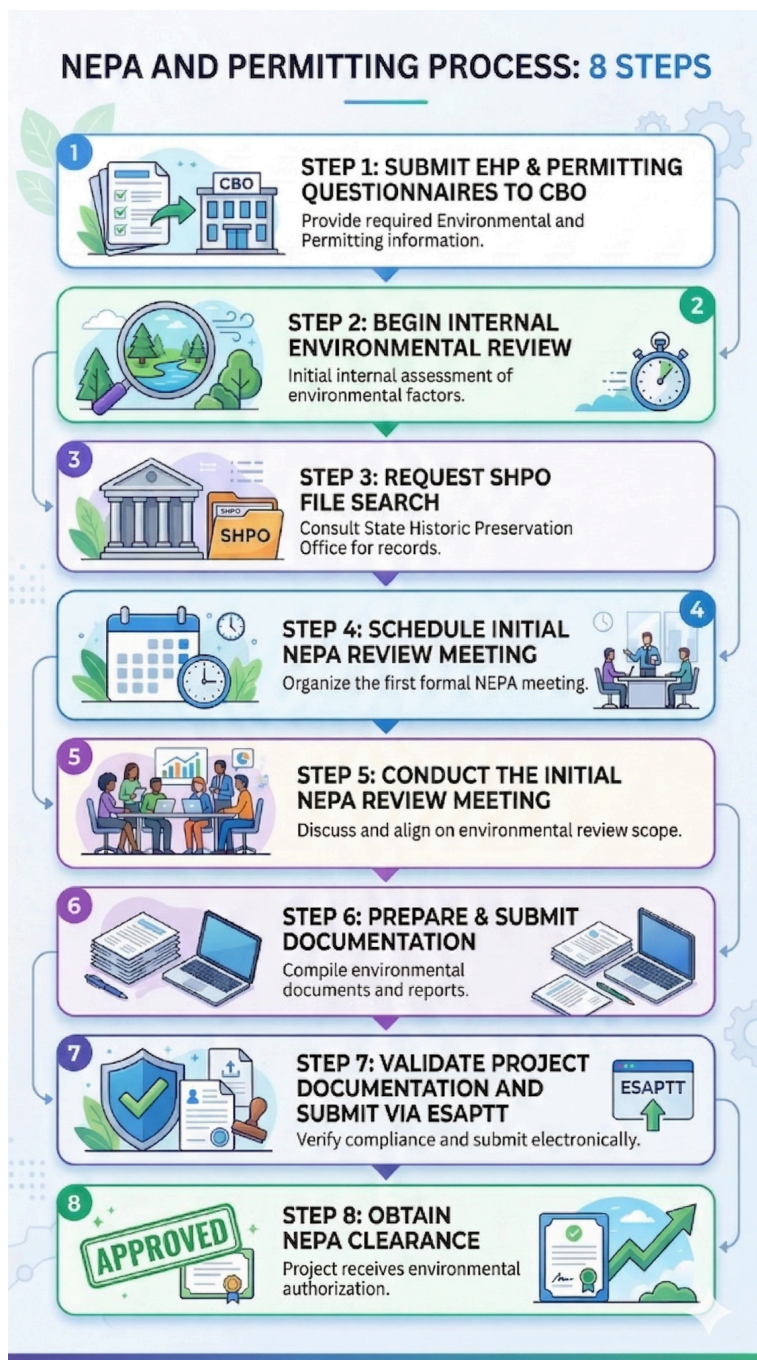 NEPA AND PERMITTING PROCESS: 8 STEPS
1
CBO
STEP 1: SUBMIT EHP & PERMITTING
QUESTIONNAIRES TO CBO
Provide required Environmental and
Permitting information.
2
STEP 2: BEGIN INTERNAL
ENVIRONMENTAL REVIEW
Initial internal assessment of
environmental factors.
3
SHPO
SHPO
STEP 3: REQUEST SHPO
FILE SEARCH
Consult State Historic Preservation
Office for records.
4
STEP 4: SCHEDULE INITIAL
NEPA REVIEW MEETING
Organize the first formal NEPA meeting.
5
STEP 5: CONDUCT THE INITIAL
NEPA REVIEW MEETING
Discuss and align on environmental review scope.
6
STEP 6: PREPARE & SUBMIT
DOCUMENTATION
Compile environmental
documents and reports.
7
STEP 7: VALIDATE PROJECT
DOCUMENTATION AND
SUBMIT VIA ESAPTT
Verify compliance and submit electronically.
ESAPTT
8
APPROVED
STEP 8: OBTAIN
NEPA CLEARANCE
Project receives environmental
authorization.